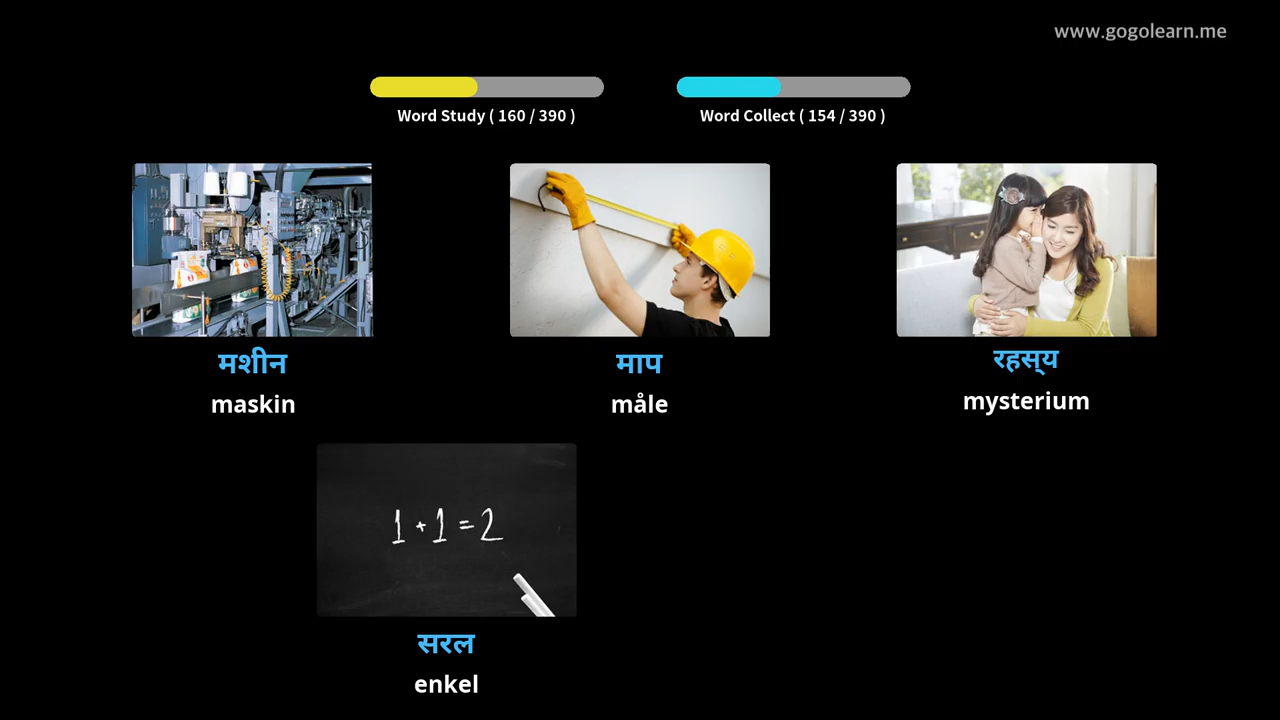 www.gogolearn.me
Word Study ( 160 / 390 )
Word Collect ( 154 / 390 )
मशीन
maskin
माप
måle
रहस्य
mysterium
1 + 1 = 2
सरल
enkel